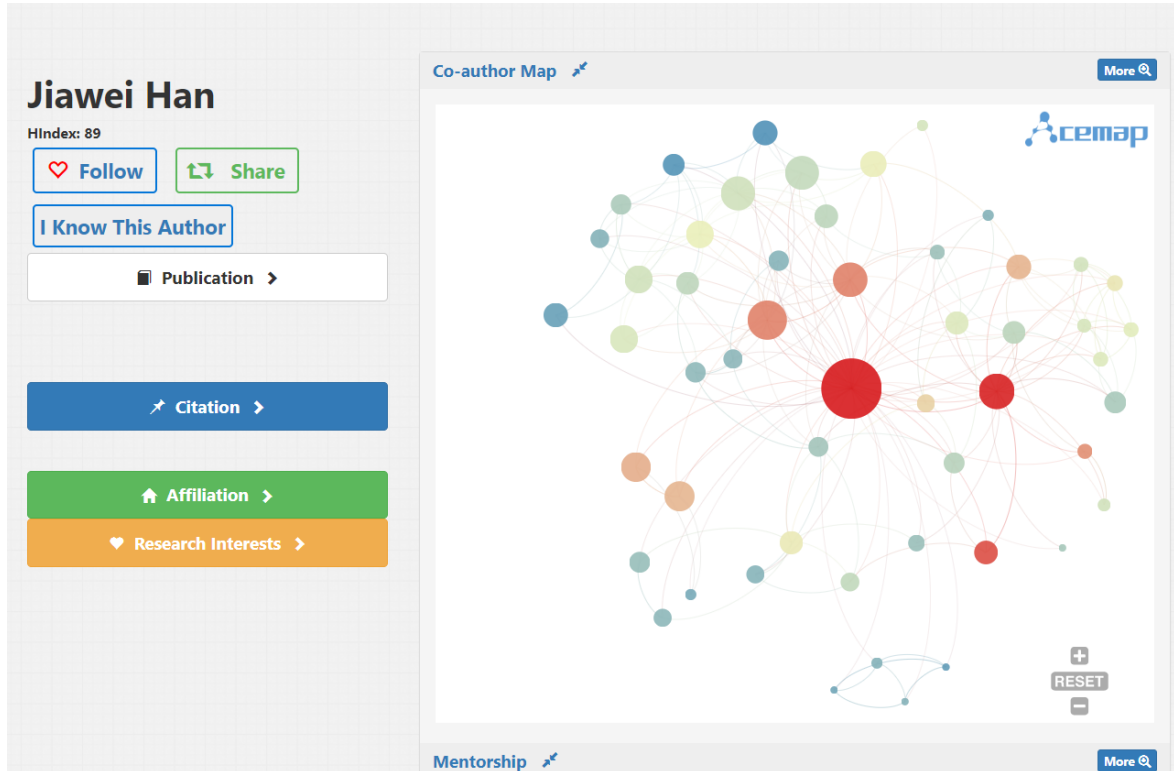 Jiawei Han
HIndex: 89
Follow
Share
I Know This Author
Publication
Citation
Affiliation
Research Interests
Co-author Map
More
Acemap
RESET
Mentorship
More